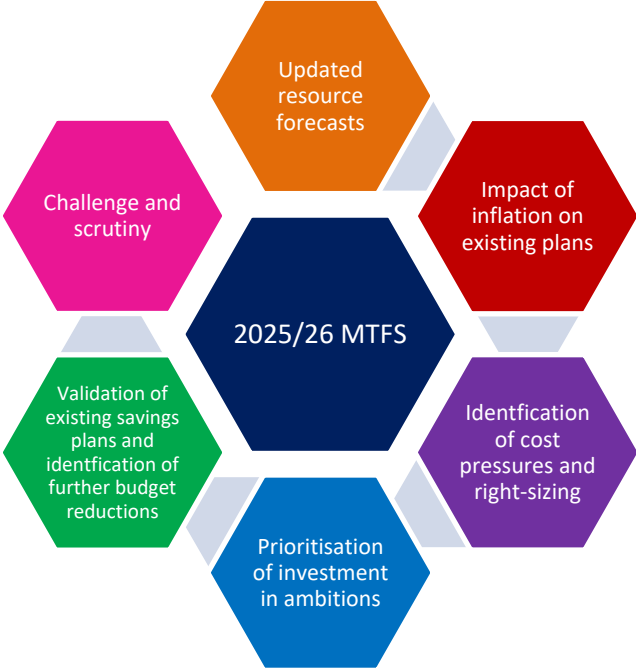 Updated
resource
forecasts
Impact of
inflation on
existing plans
Identfication
of cost
pressures and
right-sizing
Prioritisation
of investment
in ambitions
Validation of
existing savings
plans and
identfication of
further budget
reductions
Challenge and
scrutiny
2025/26 MTFS